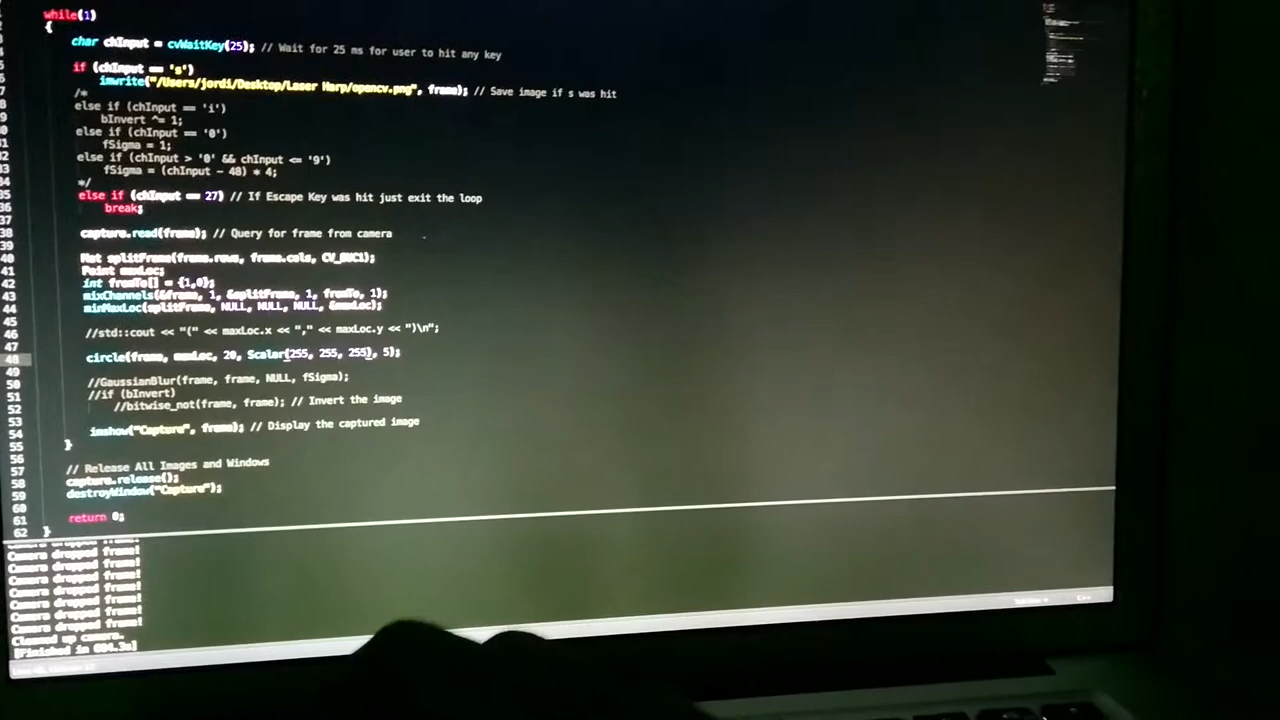 while(1)
{
char chInput = cvWaitKey(25); // Wait for 25 ms for user to hit any key
if (chInput == 's')
imwrite("/Users/jordi/Desktop/Laser Harp/opencv.png", frame); // Save image if s was hit
/*
else if (chInput == 'i')
bInvert ^= 1;
else if (chInput == '0')
fSigma = 1;
else if (chInput > '0' && chInput <= '9')
fSigma = (chInput - 48) * 4;
*/
else if (chInput == 27) // If Escape Key was hit just exit the loop
break;
capture.read(frame); // Query for frame from camera
Mat splitFrame(frame.rows, frame.cols, CV_8UC1);
Point maxLoc;
int fromTo[] = {1,0};
mixChannels(&frame, 1, &splitFrame, 1, fromTo, 1);
minMaxLoc(splitFrame, NULL, NULL, NULL, &maxLoc);
//std::cout << "(" << maxLoc.x << "," << maxLoc.y << ")\n";
circle(frame, maxLoc, 20, Scalar(255, 255, 255), 5);
//GaussianBlur(frame, frame, NULL, fSigma);
//if (bInvert)
//bitwise_not(frame, frame); // Invert the image
imshow("Capture", frame); // Display the captured image
}
// Release All Images and Windows
capture.release();
destroyWindow("Capture");
return 0;
}
Camera dropped frame!
Camera dropped frame!
Camera dropped frame!
Camera dropped frame!
Camera dropped frame!
Camera dropped frame!
Camera dropped frame!
Cleaned up camera.
C++